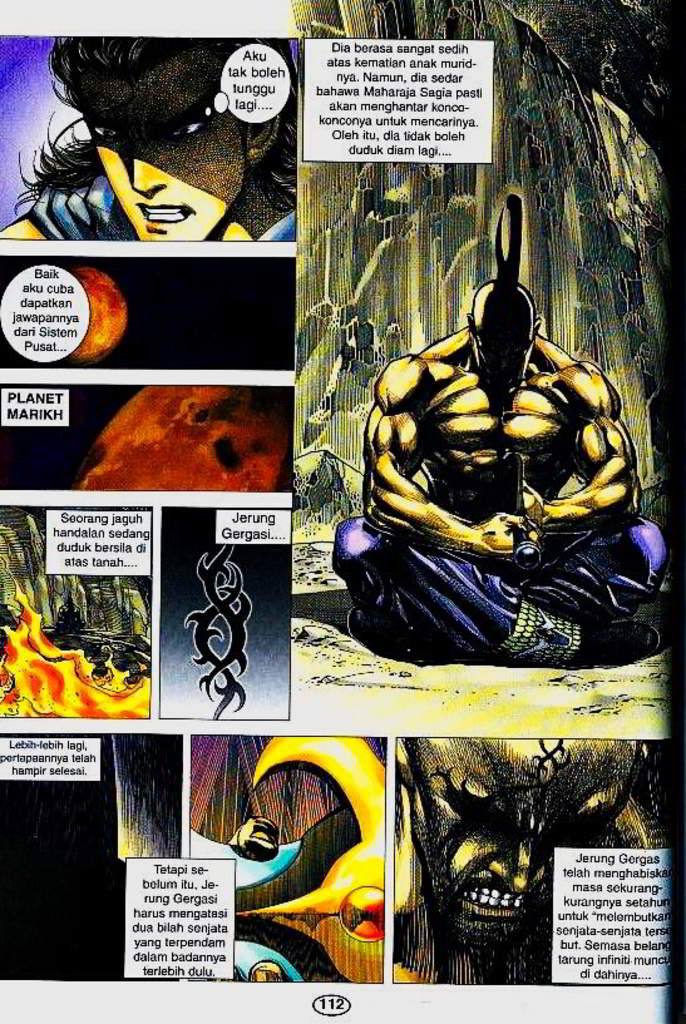 Aku
tak boleh
tunggu
lagi....
Dia berasa sangat sedih
atas kematian anak murid-
nya. Namun, dia sedar
bahawa Maharaja Sagia pasti
akan menghantar konco-
konconya untuk mencarinya.
Oleh itu, dia tidak boleh
duduk diam lagi....
Baik
aku cuba
dapatkan
jawapannya
dari Sistem
Pusat...
PLANET
MARIKH
Seorang jaguh
handalan sedang
duduk bersila di
atas tanah....
Jerung
Gergasi....
Lebih-lebih lagi,
pertapaannya telah
hampir selesai.
Tetapi se-
belum itu, Je-
rung Gergasi
harus mengatasi
dua bilah senjata
yang terpendam
dalam badannya
terlebih dulu.
Jerung Gergas
telah menghabiska
masa sekurang-
kurangnya setahun
untuk "melembutkan
senjata-senjata terse
but. Semasa belang
tarung infiniti muncu
di dahinya....
112